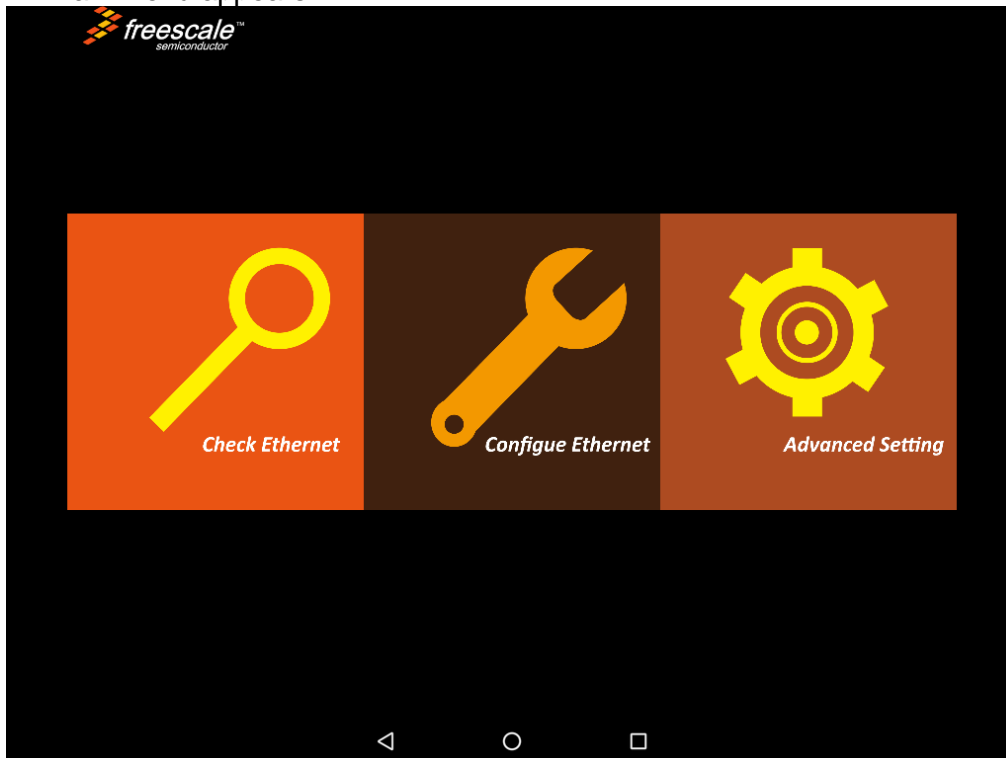 freescale™
semiconductor
Check Ethernet
Configue Ethernet
Advanced Setting